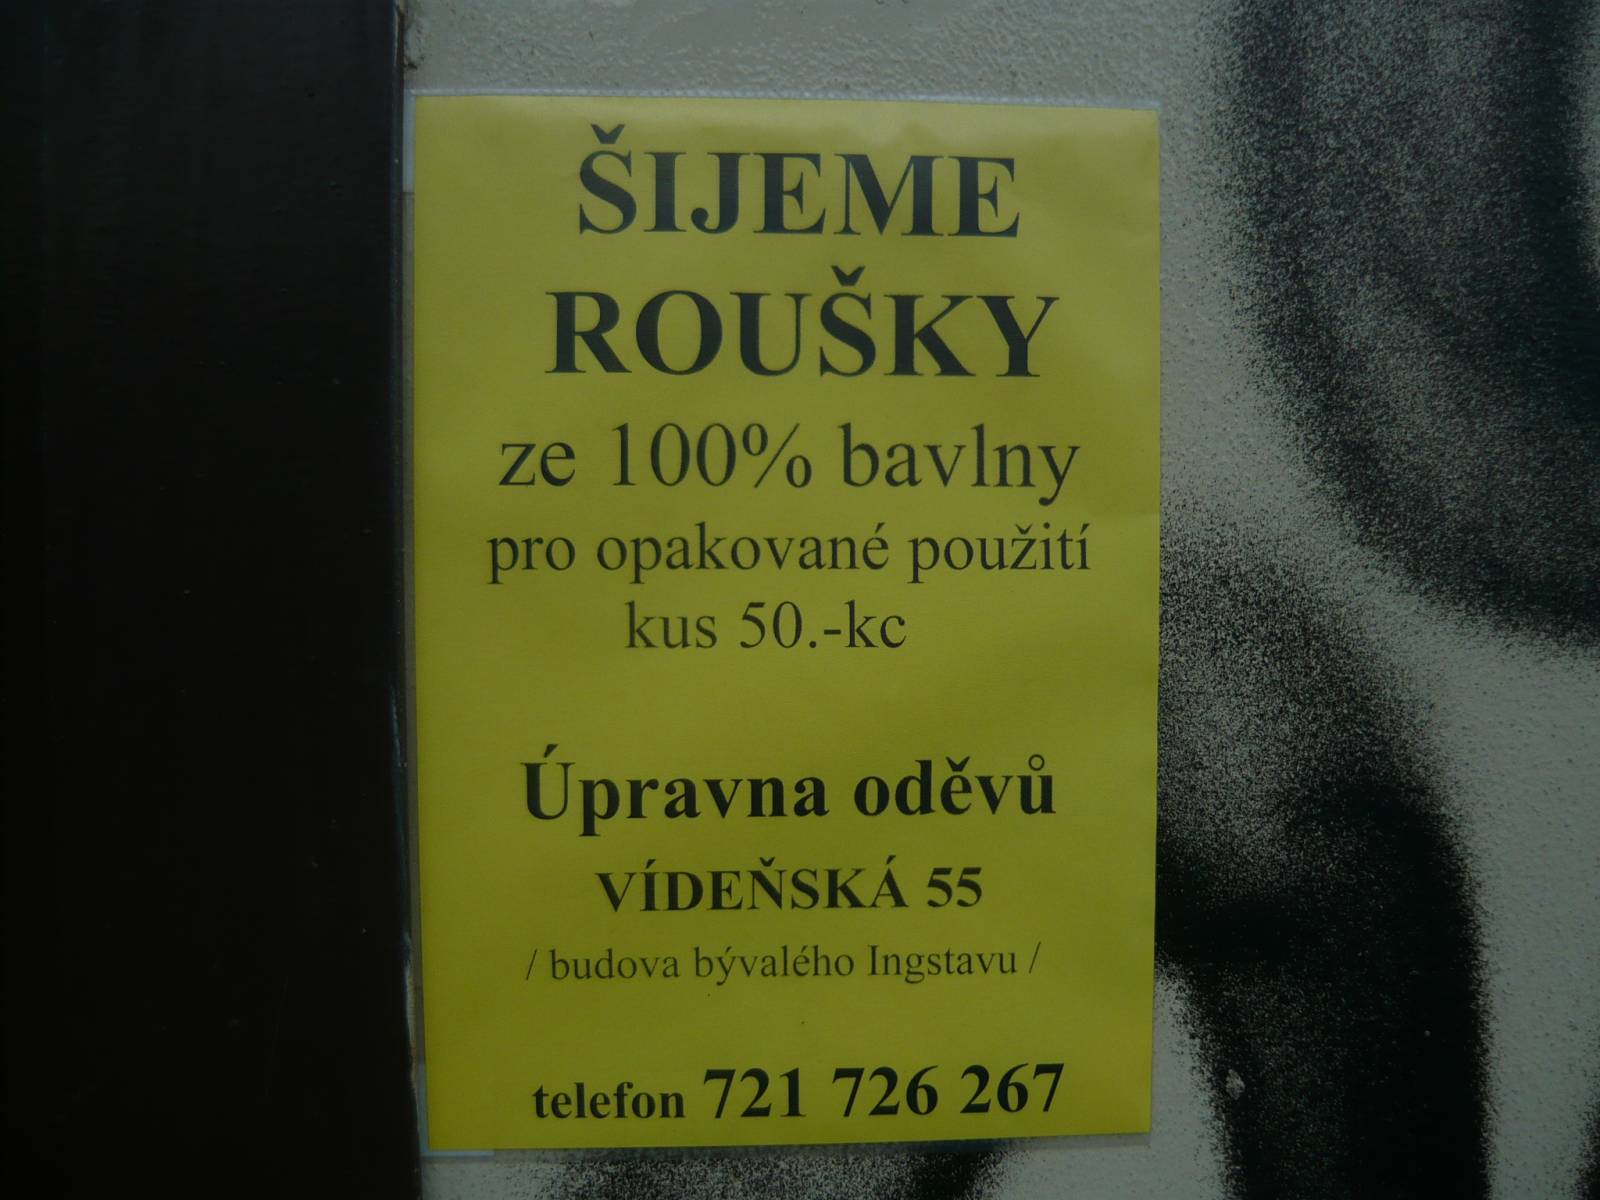 ŠIJEME
ROUŠKY
ze 100% bavlny
pro opakované použití
kus 50.-kc
Úpravna oděvů
VÍDEŇSKÁ 55
/ budova bývalého Ingstavu /
telefon 721 726 267